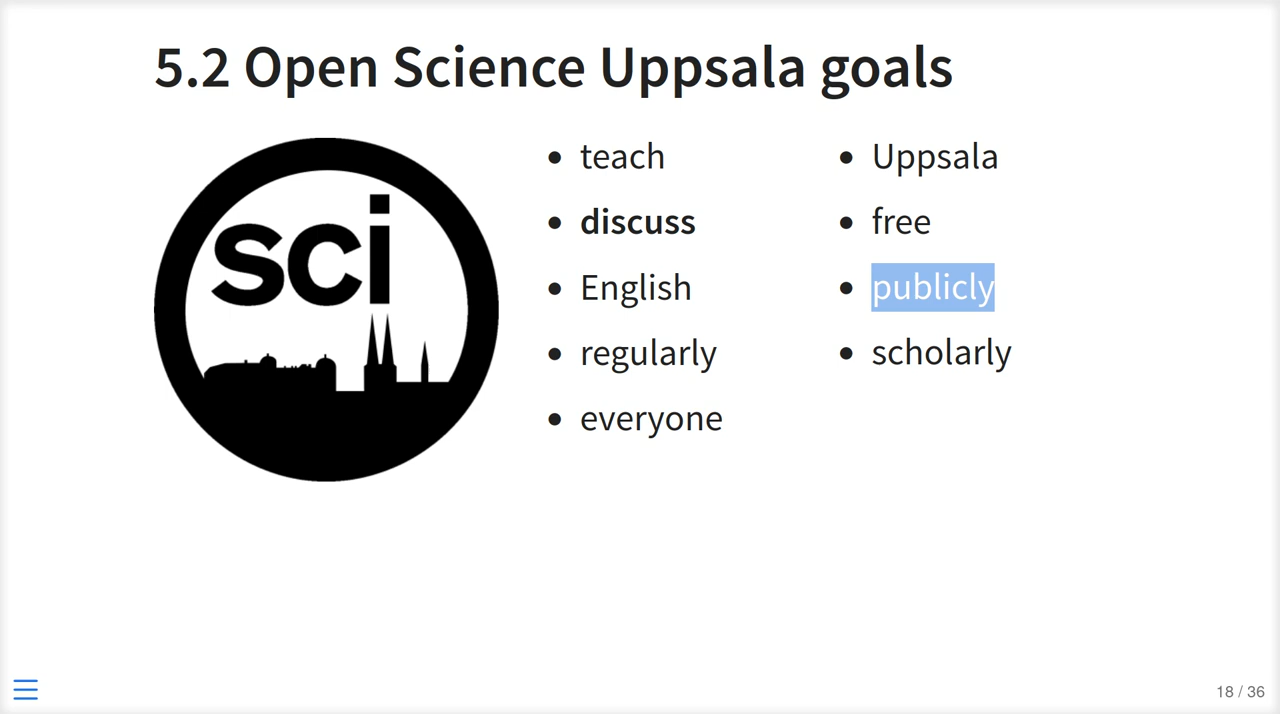 5.2 Open Science Uppsala goals
sci
• teach
• discuss
• English
• regularly
• everyone
• Uppsala
• free
• publicly
• scholarly
18 / 36